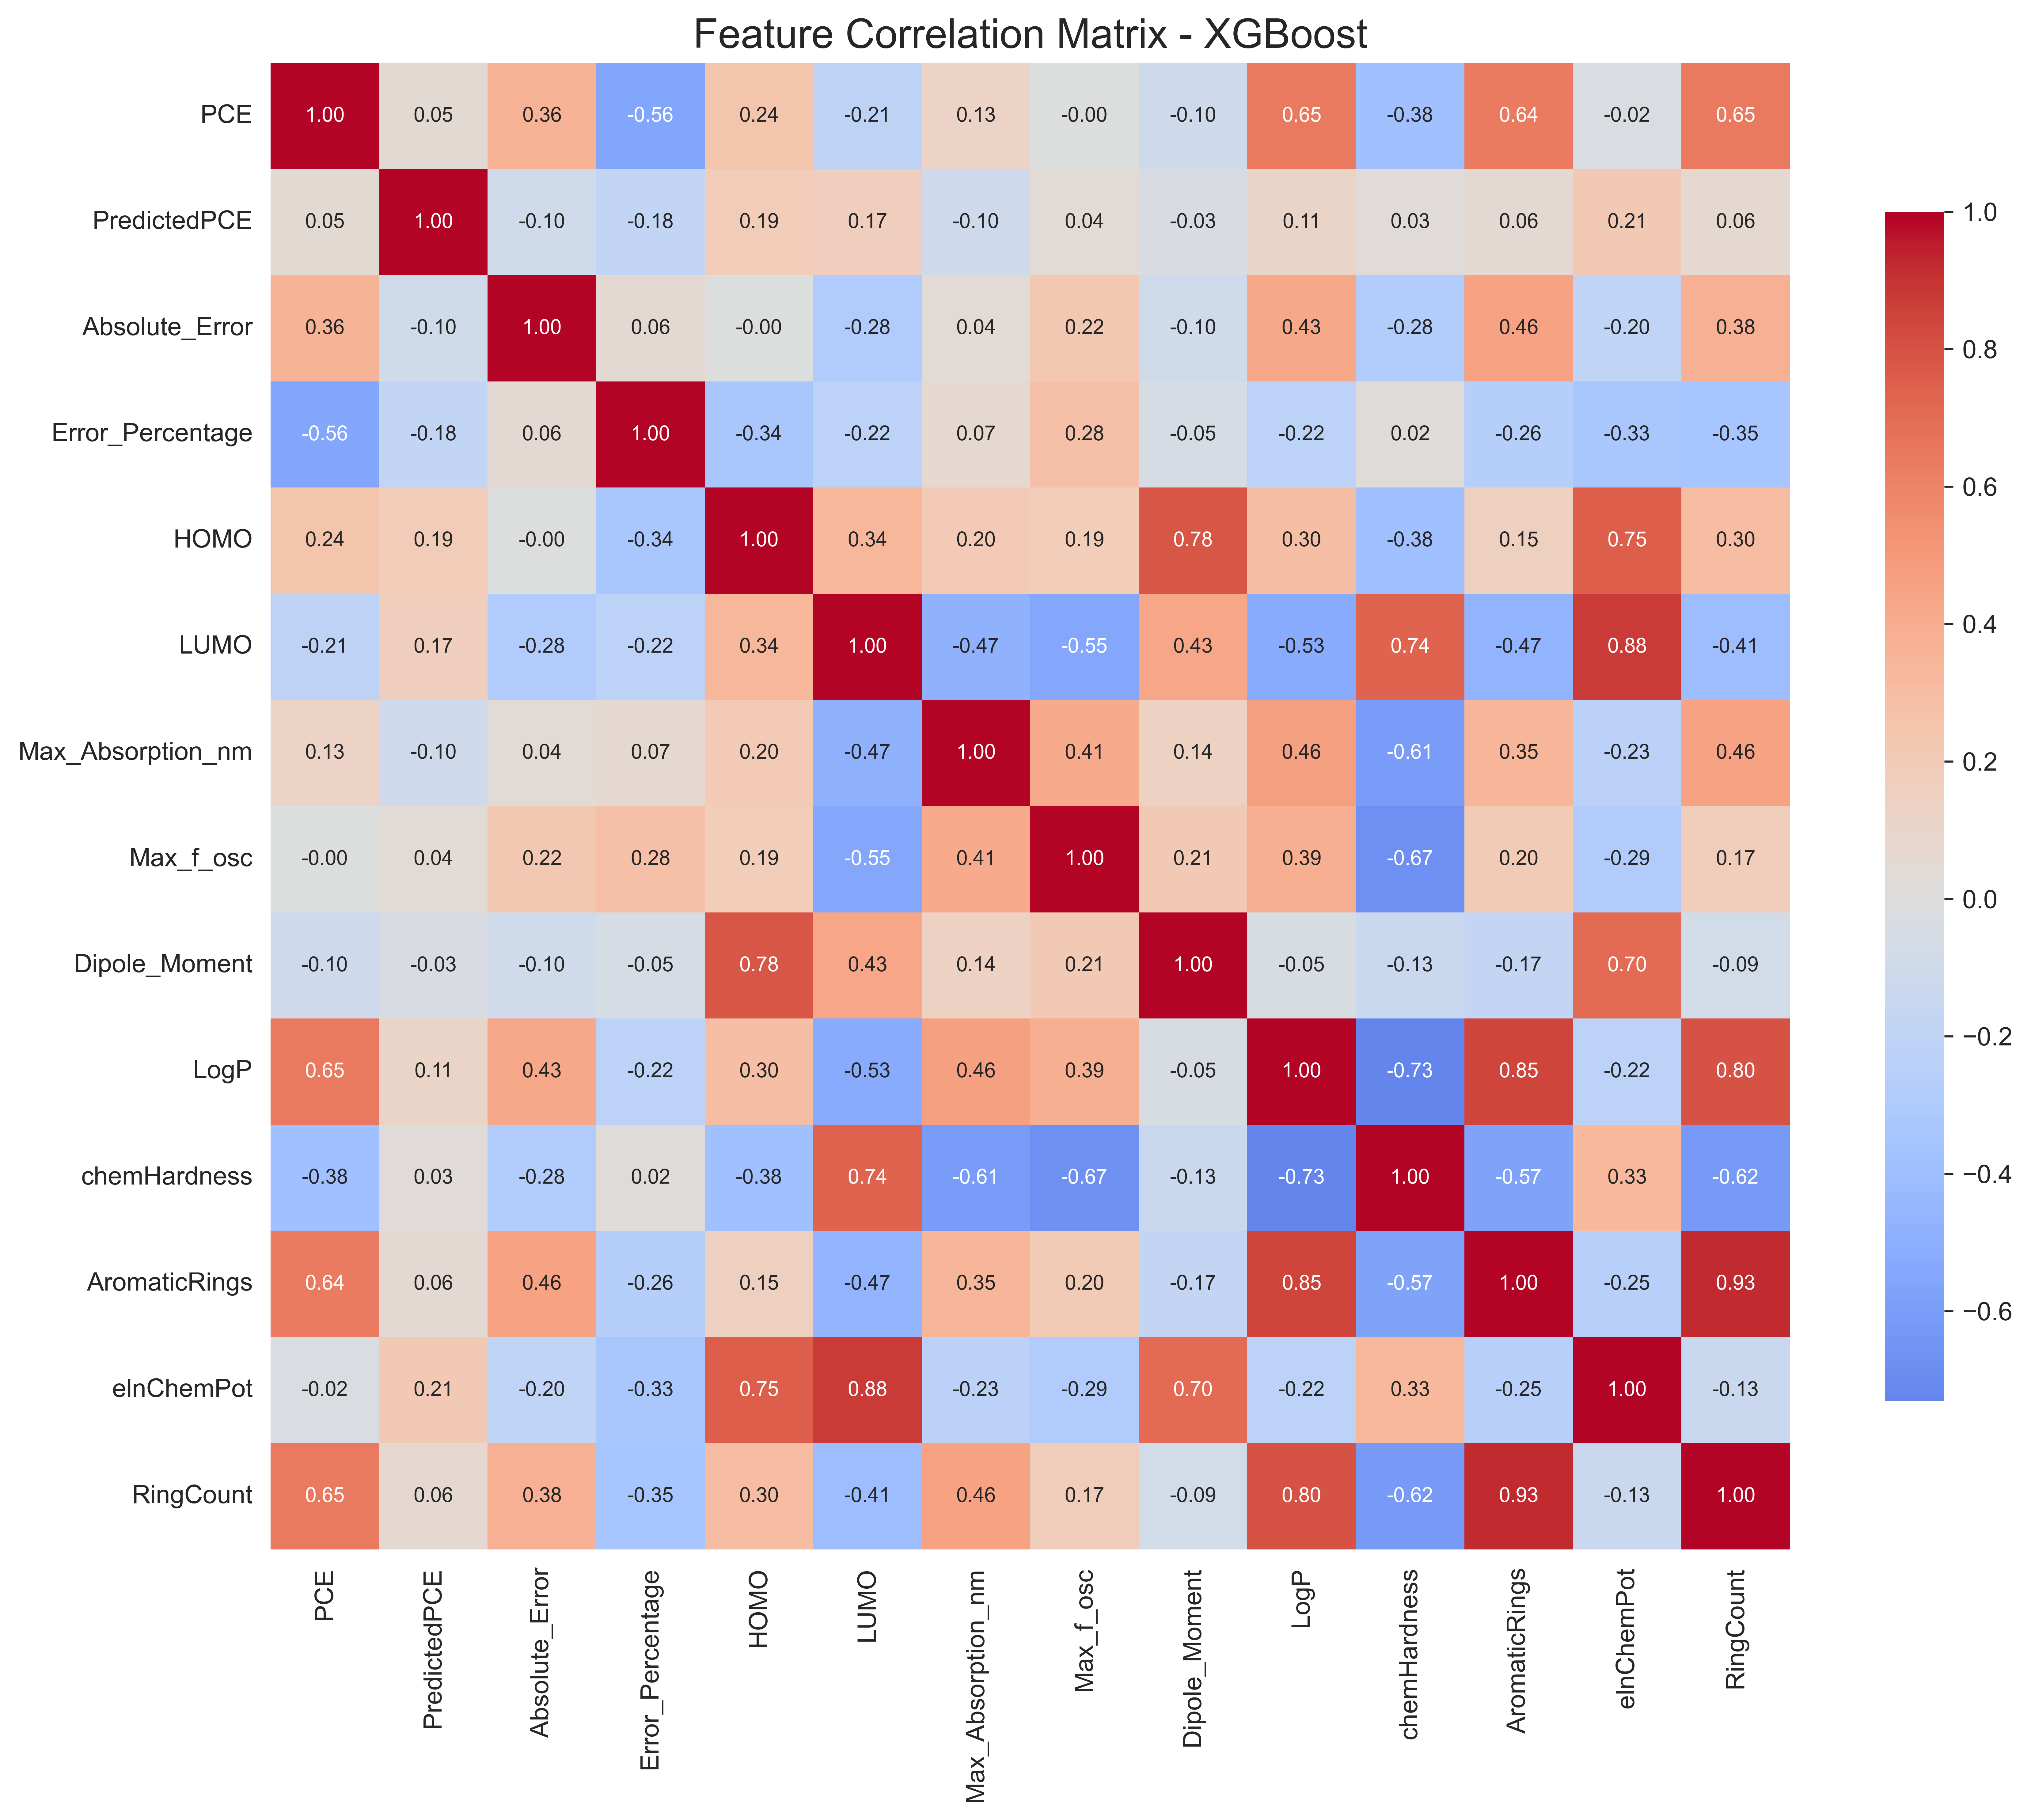 Feature Correlation Matrix - XGBoost
PCE 1.00 0.05 0.36 -0.56 0.24 -0.21 0.13 -0.00 -0.10 0.65 -0.38 0.64 -0.02 0.65
PredictedPCE 0.05 1.00 -0.10 -0.18 0.19 0.17 -0.10 0.04 -0.03 0.11 0.03 0.06 0.21 0.06
Absolute_Error 0.36 -0.10 1.00 0.06 -0.00 -0.28 0.04 0.22 -0.10 0.43 -0.28 0.46 -0.20 0.38
Error_Percentage -0.56 -0.18 0.06 1.00 -0.34 -0.22 0.07 0.28 -0.05 -0.22 0.02 -0.26 -0.33 -0.35
HOMO 0.24 0.19 -0.00 -0.34 1.00 0.34 0.20 0.19 0.78 0.30 -0.38 0.15 0.75 0.30
LUMO -0.21 0.17 -0.28 -0.22 0.34 1.00 -0.47 -0.55 0.43 -0.53 0.74 -0.47 0.88 -0.41
Max_Absorption_nm 0.13 -0.10 0.04 0.07 0.20 -0.47 1.00 0.41 0.14 0.46 -0.61 0.35 -0.23 0.46
Max_f_osc -0.00 0.04 0.22 0.28 0.19 -0.55 0.41 1.00 0.21 0.39 -0.67 0.20 -0.29 0.17
Dipole_Moment -0.10 -0.03 -0.10 -0.05 0.78 0.43 0.14 0.21 1.00 -0.05 -0.13 -0.17 0.70 -0.09
LogP 0.65 0.11 0.43 -0.22 0.30 -0.53 0.46 0.39 -0.05 1.00 -0.73 0.85 -0.22 0.80
chemHardness -0.38 0.03 -0.28 0.02 -0.38 0.74 -0.61 -0.67 -0.13 -0.73 1.00 -0.57 0.33 -0.62
AromaticRings 0.64 0.06 0.46 -0.26 0.15 -0.47 0.35 0.20 -0.17 0.85 -0.57 1.00 -0.25 0.93
elnChemPot -0.02 0.21 -0.20 -0.33 0.75 0.88 -0.23 -0.29 0.70 -0.22 0.33 -0.25 1.00 -0.13
RingCount 0.65 0.06 0.38 -0.35 0.30 -0.41 0.46 0.17 -0.09 0.80 -0.62 0.93 -0.13 1.00
PCE
PredictedPCE
Absolute_Error
Error_Percentage
HOMO
LUMO
Max_Absorption_nm
Max_f_osc
Dipole_Moment
LogP
chemHardness
AromaticRings
elnChemPot
RingCount
1.0
0.8
0.6
0.4
0.2
0.0
−0.2
−0.4
−0.6